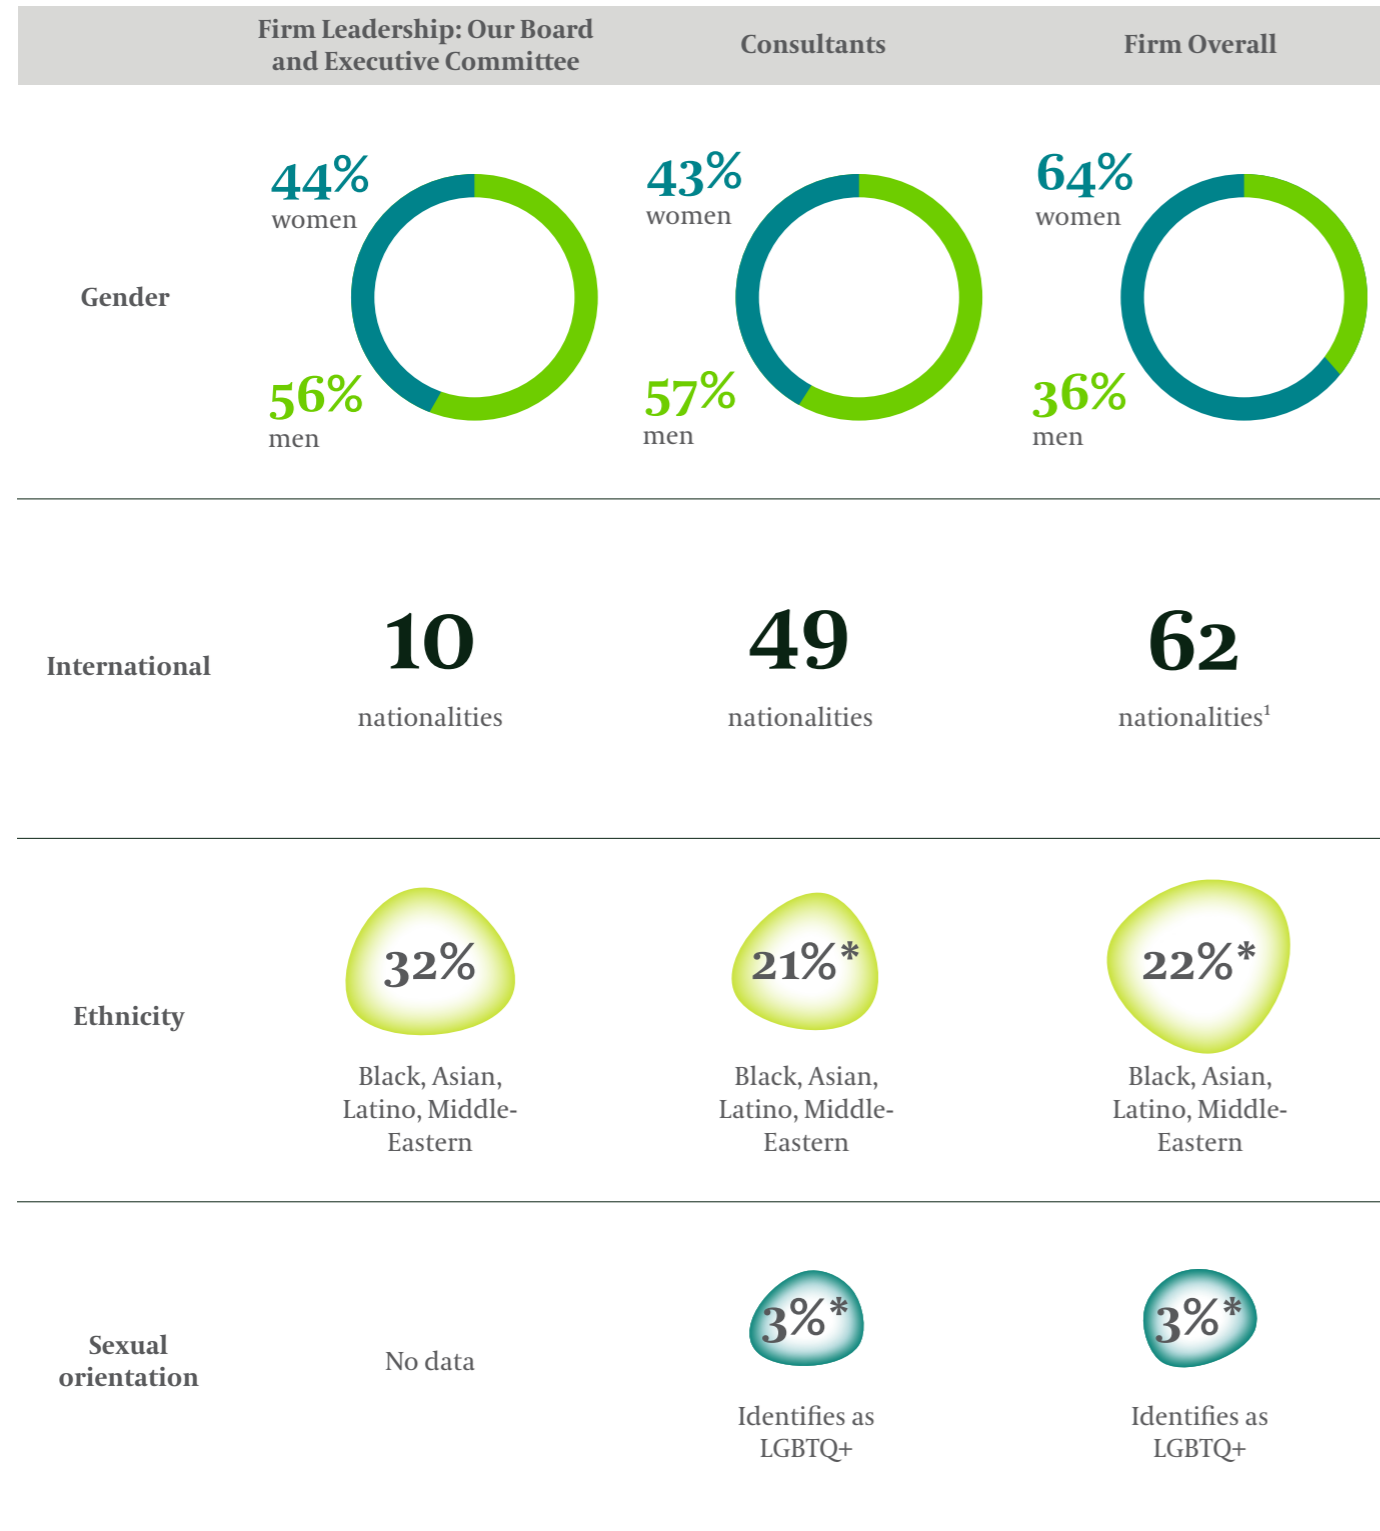 Firm Leadership: Our Board
and Executive Committee
Consultants
Firm Overall
Gender
44%
women
56%
men
43%
women
57%
men
64%
women
36%
men
International
10
nationalities
49
nationalities
62
nationalities¹
Ethnicity
32%
Black, Asian,
Latino, Middle-
Eastern
21%*
Black, Asian,
Latino, Middle-
Eastern
22%*
Black, Asian,
Latino, Middle-
Eastern
Sexual
orientation
No data
3%*
Identifies as
LGBTQ+
3%*
Identifies as
LGBTQ+